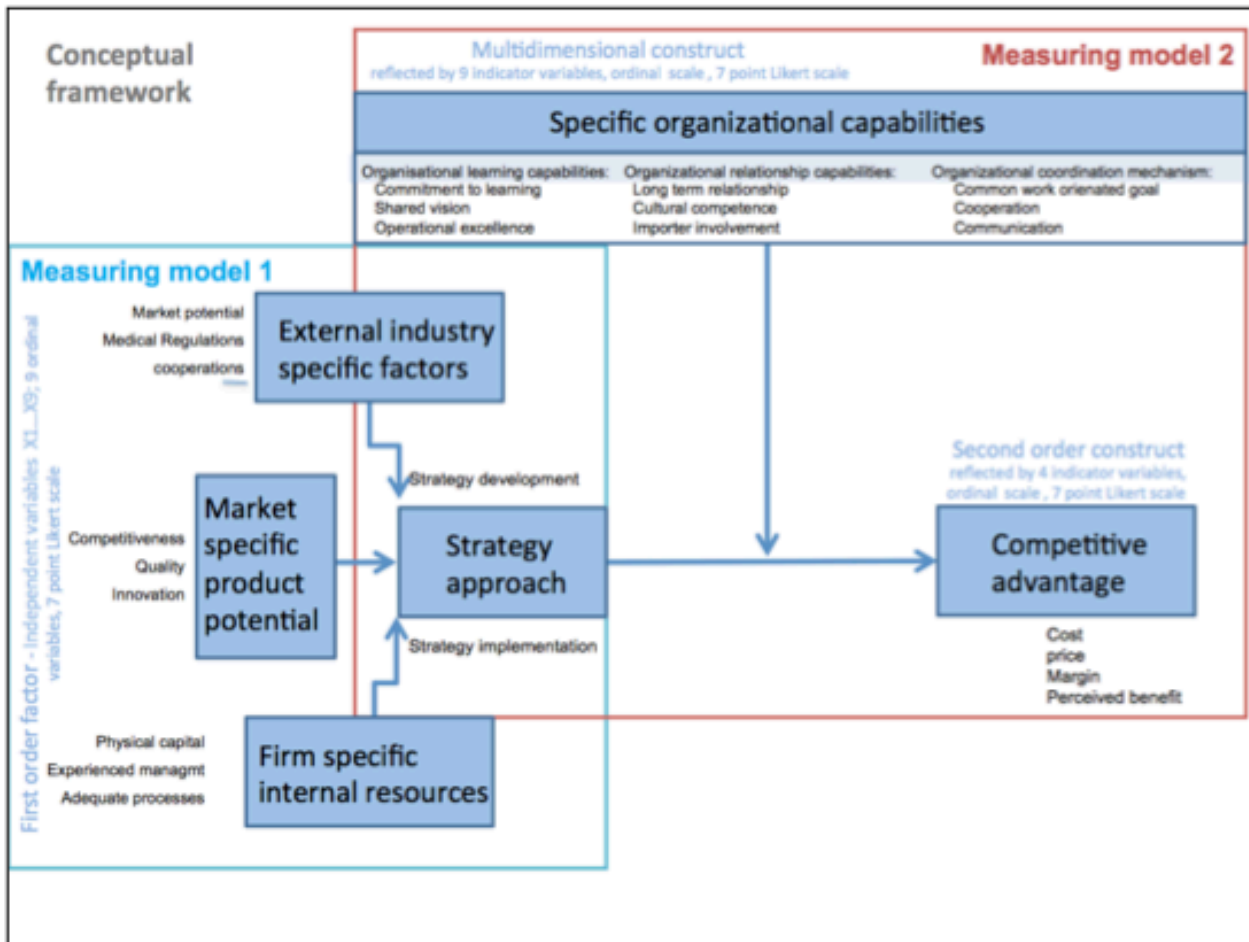 Conceptual
framework
Multidimensional construct
reflected by 9 indicator variables, ordinal scale , 7 point Likert scale
Measuring model 2
Specific organizational capabilities
Organisational learning capabilities:
Commitment to learning
Shared vision
Operational excellence
Organizational relationship capabilities:
Long term relationship
Cultural competence
Importer involvement
Organizational coordination mechanism:
Common work orienated goal
Cooperation
Communication
Measuring model 1
First order factor - Independent variables X1...X9; 9 ordinal
variables, 7 point Likert scale
Market potential
Medical Regulations
cooperations
External industry
specific factors
Strategy development
Competitiveness
Quality
Innovation
Market
specific
product
potential
Strategy
approach
Strategy implementation
Second order construct
reflected by 4 indicator variables,
ordinal scale , 7 point Likert scale
Competitive
advantage
Cost
price
Margin
Perceived benefit
Physical capital
Experienced managmt
Adequate processes
Firm specific
internal resources